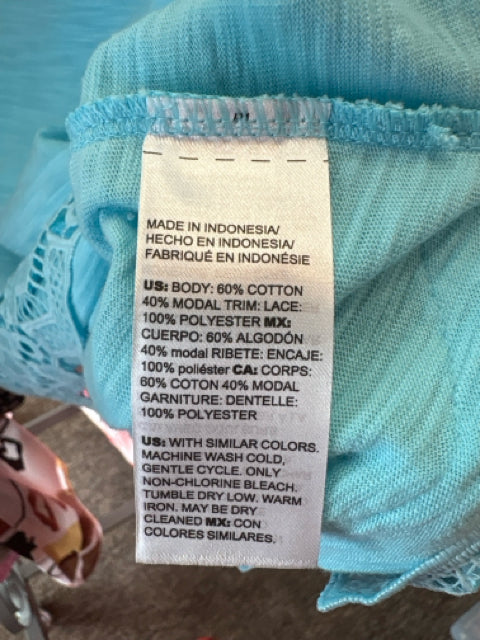 MADE IN INDONESIA/
HECHO EN INDONESIA/
FABRIQUÉ EN INDONÉSIE
US: BODY: 60% COTTON
40% MODAL TRIM: LACE:
100% POLYESTER MX:
CUERPO: 60% ALGODÓN
40% modal RIBETE: ENCAJE:
100% poliéster CA: CORPS:
60% COTON 40% MODAL
GARNITURE: DENTELLE:
100% POLYESTER
US: WITH SIMILAR COLORS.
MACHINE WASH COLD,
GENTLE CYCLE. ONLY
NON-CHLORINE BLEACH.
TUMBLE DRY LOW. WARM
IRON. MAY BE DRY
CLEANED MX: CON
COLORES SIMILARES.